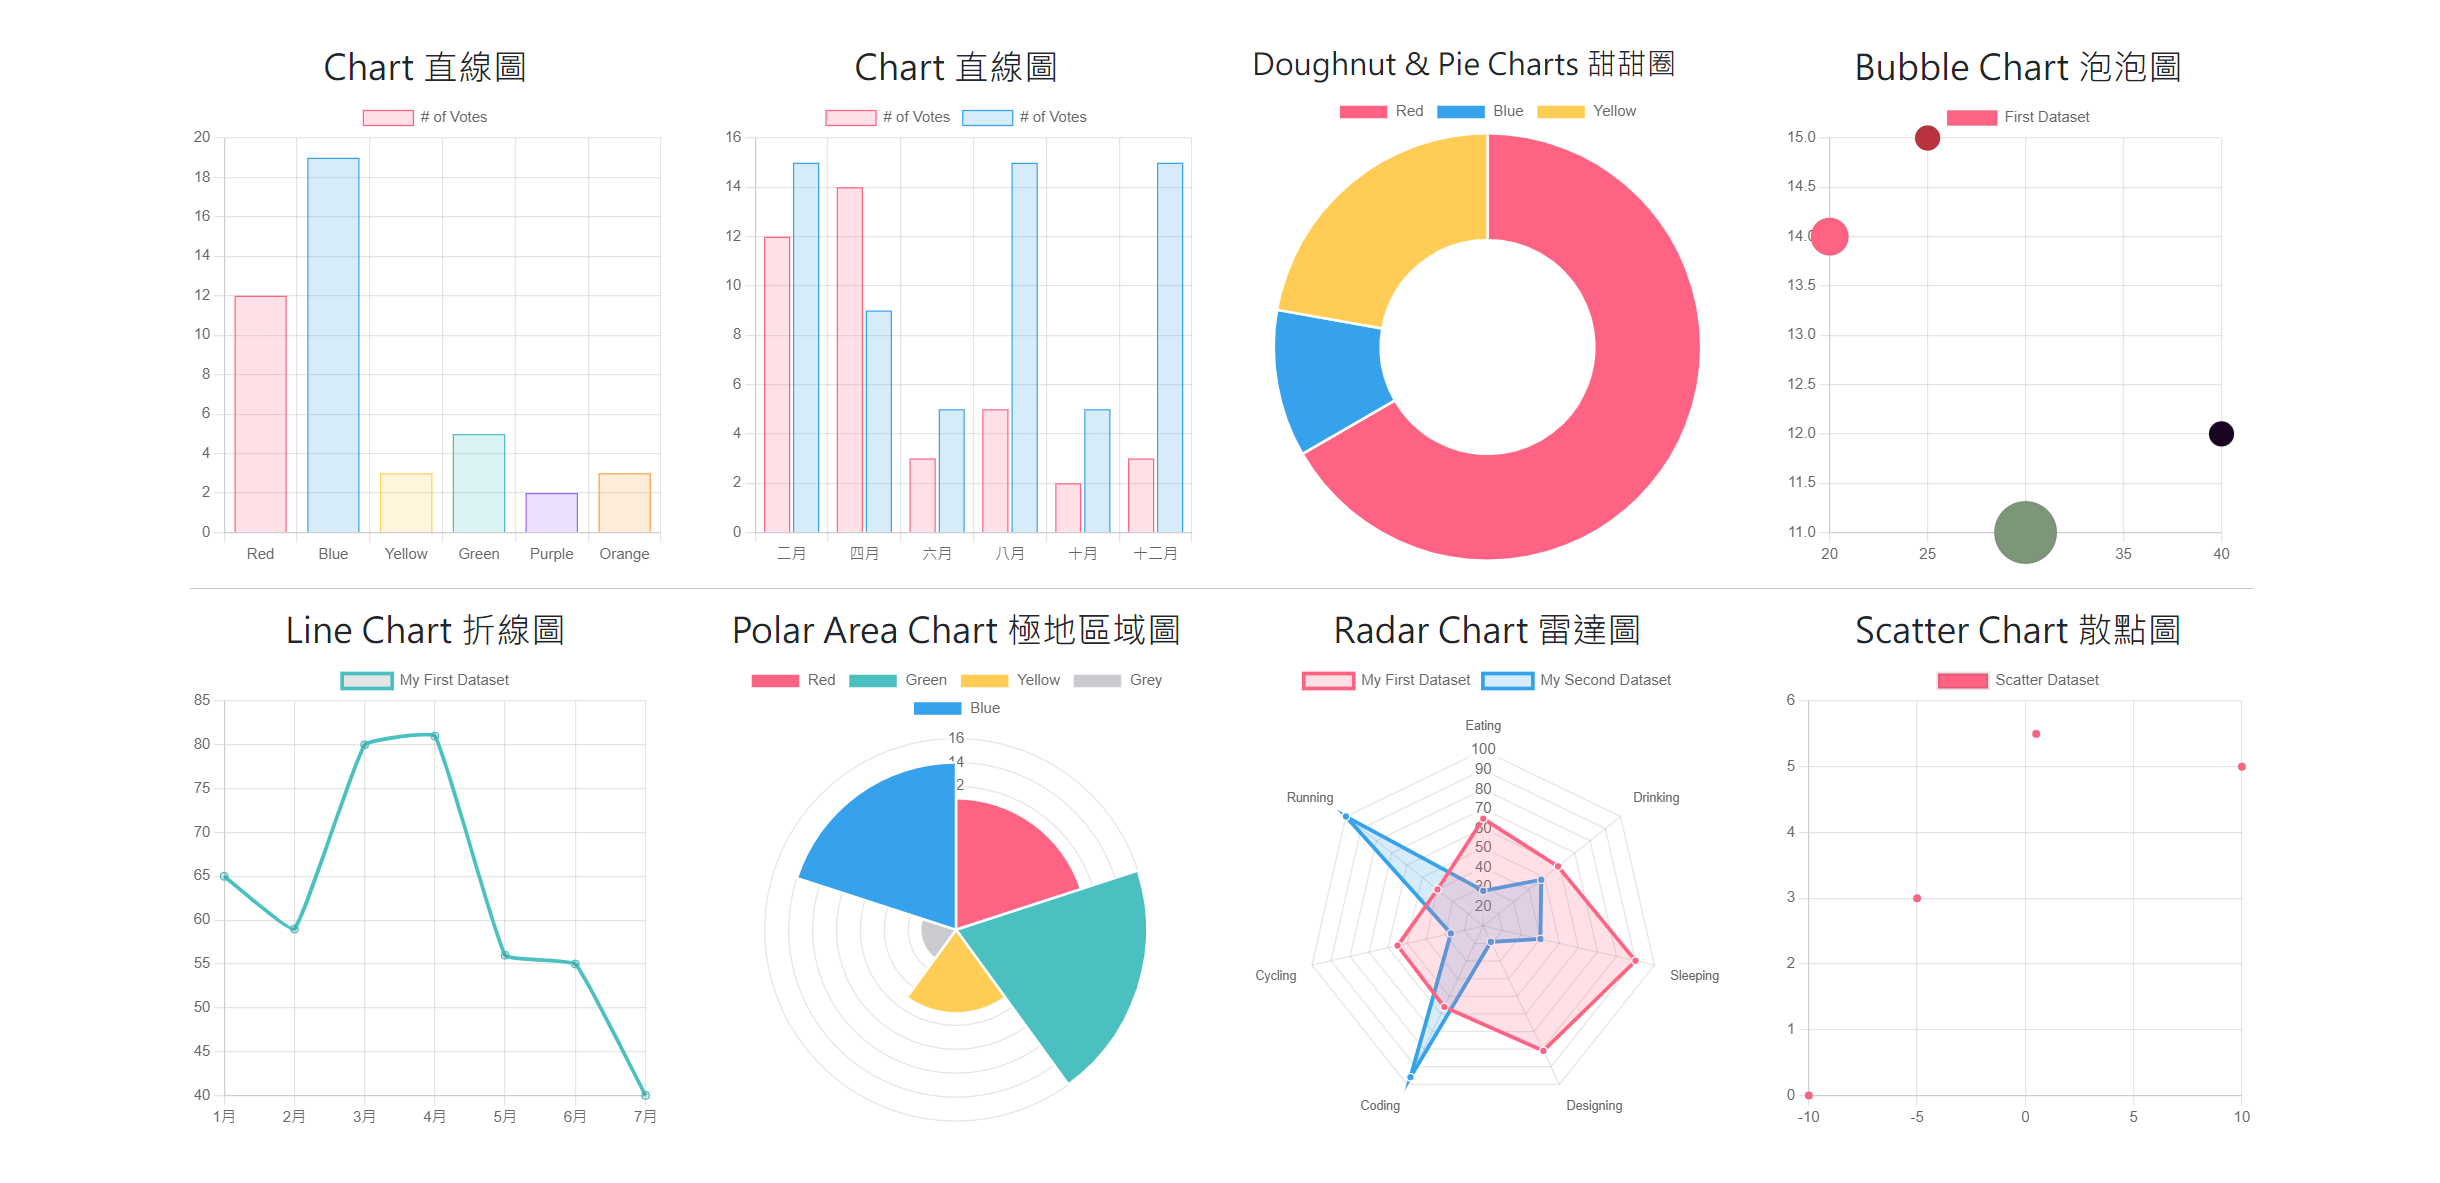 Chart 直線圖
# of Votes
20
18
16
14
12
10
8
6
4
2
0
Red Blue Yellow Green Purple Orange
Chart 直線圖
# of Votes # of Votes
16
14
12
10
8
6
4
2
0
二月 四月 六月 八月 十月 十二月
Doughnut & Pie Charts 甜甜圈
Red Blue Yellow
Bubble Chart 泡泡圖
First Dataset
15.0
14.5
14.0
13.5
13.0
12.5
12.0
11.5
11.0
20 25 35 40
Line Chart 折線圖
My First Dataset
85
80
75
70
65
60
55
50
45
40
1月 2月 3月 4月 5月 6月 7月
Polar Area Chart 極地區域圖
Red Green Yellow Grey
Blue
16
14
2
Radar Chart 雷達圖
My First Dataset My Second Dataset
Eating
100
90
80
70
60
50
40
30
20
Running
Drinking
Cycling
Sleeping
Coding
Designing
Scatter Chart 散點圖
Scatter Dataset
6
5
4
3
2
1
0
-10 -5 0 5 10